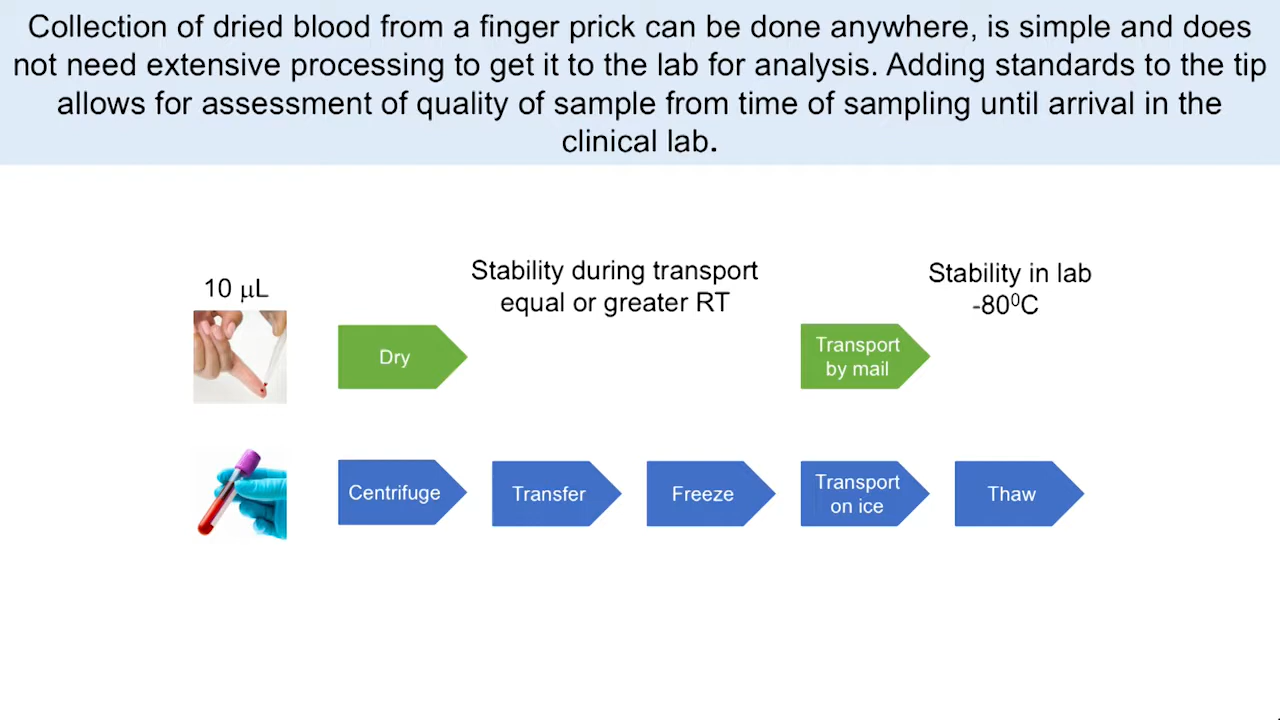 Collection of dried blood from a finger prick can be done anywhere, is simple and does
not need extensive processing to get it to the lab for analysis. Adding standards to the tip
allows for assessment of quality of sample from time of sampling until arrival in the
clinical lab.
10 μL
Stability during transport
equal or greater RT
Stability in lab
-80⁰C
Dry
Transport
by mail
Centrifuge
Transfer
Freeze
Transport
on ice
Thaw